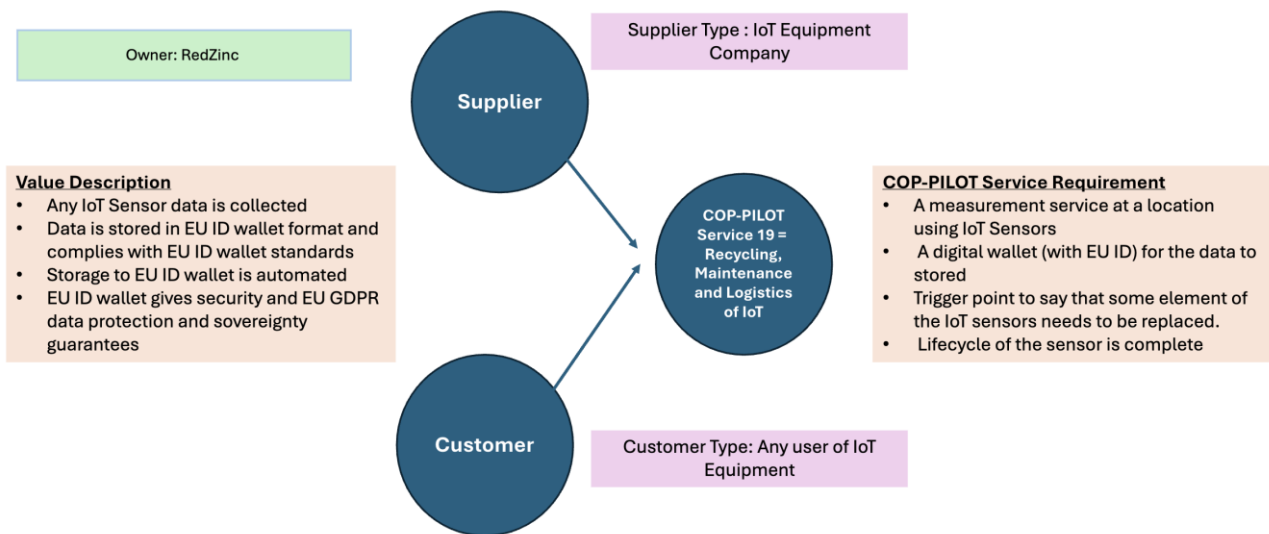 Owner: RedZinc
Supplier Type : IoT Equipment
Company
Supplier
Value Description
• Any IoT Sensor data is collected
• Data is stored in EU ID wallet format and
complies with EU ID wallet standards
• Storage to EU ID wallet is automated
• EU ID wallet gives security and EU GDPR
data protection and sovereignty
guarantees
COP-PILOT
Service 19 =
Recycling,
Maintenance
and Logistics
of IoT
COP-PILOT Service Requirement
• A measurement service at a location
using IoT Sensors
• A digital wallet (with EU ID) for the data to
stored
• Trigger point to say that some element of
the IoT sensors needs to be replaced.
• Lifecycle of the sensor is complete
Customer
Customer Type: Any user of IoT
Equipment